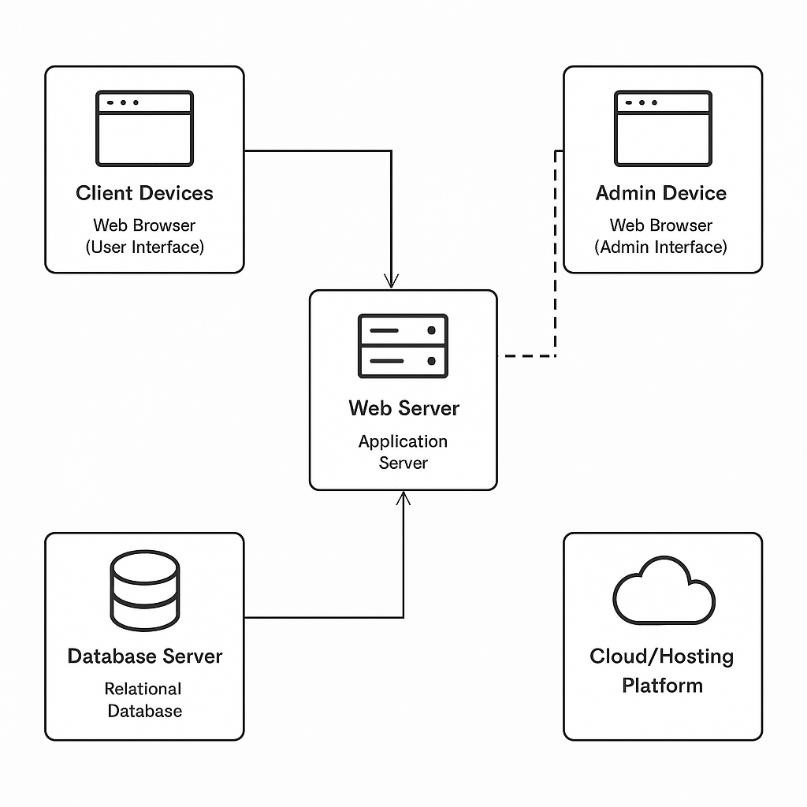 Client Devices
Web Browser
(User Interface)
Admin Device
Web Browser
(Admin Interface)
Web Server
Application
Server
Database Server
Relational
Database
Cloud/Hosting
Platform